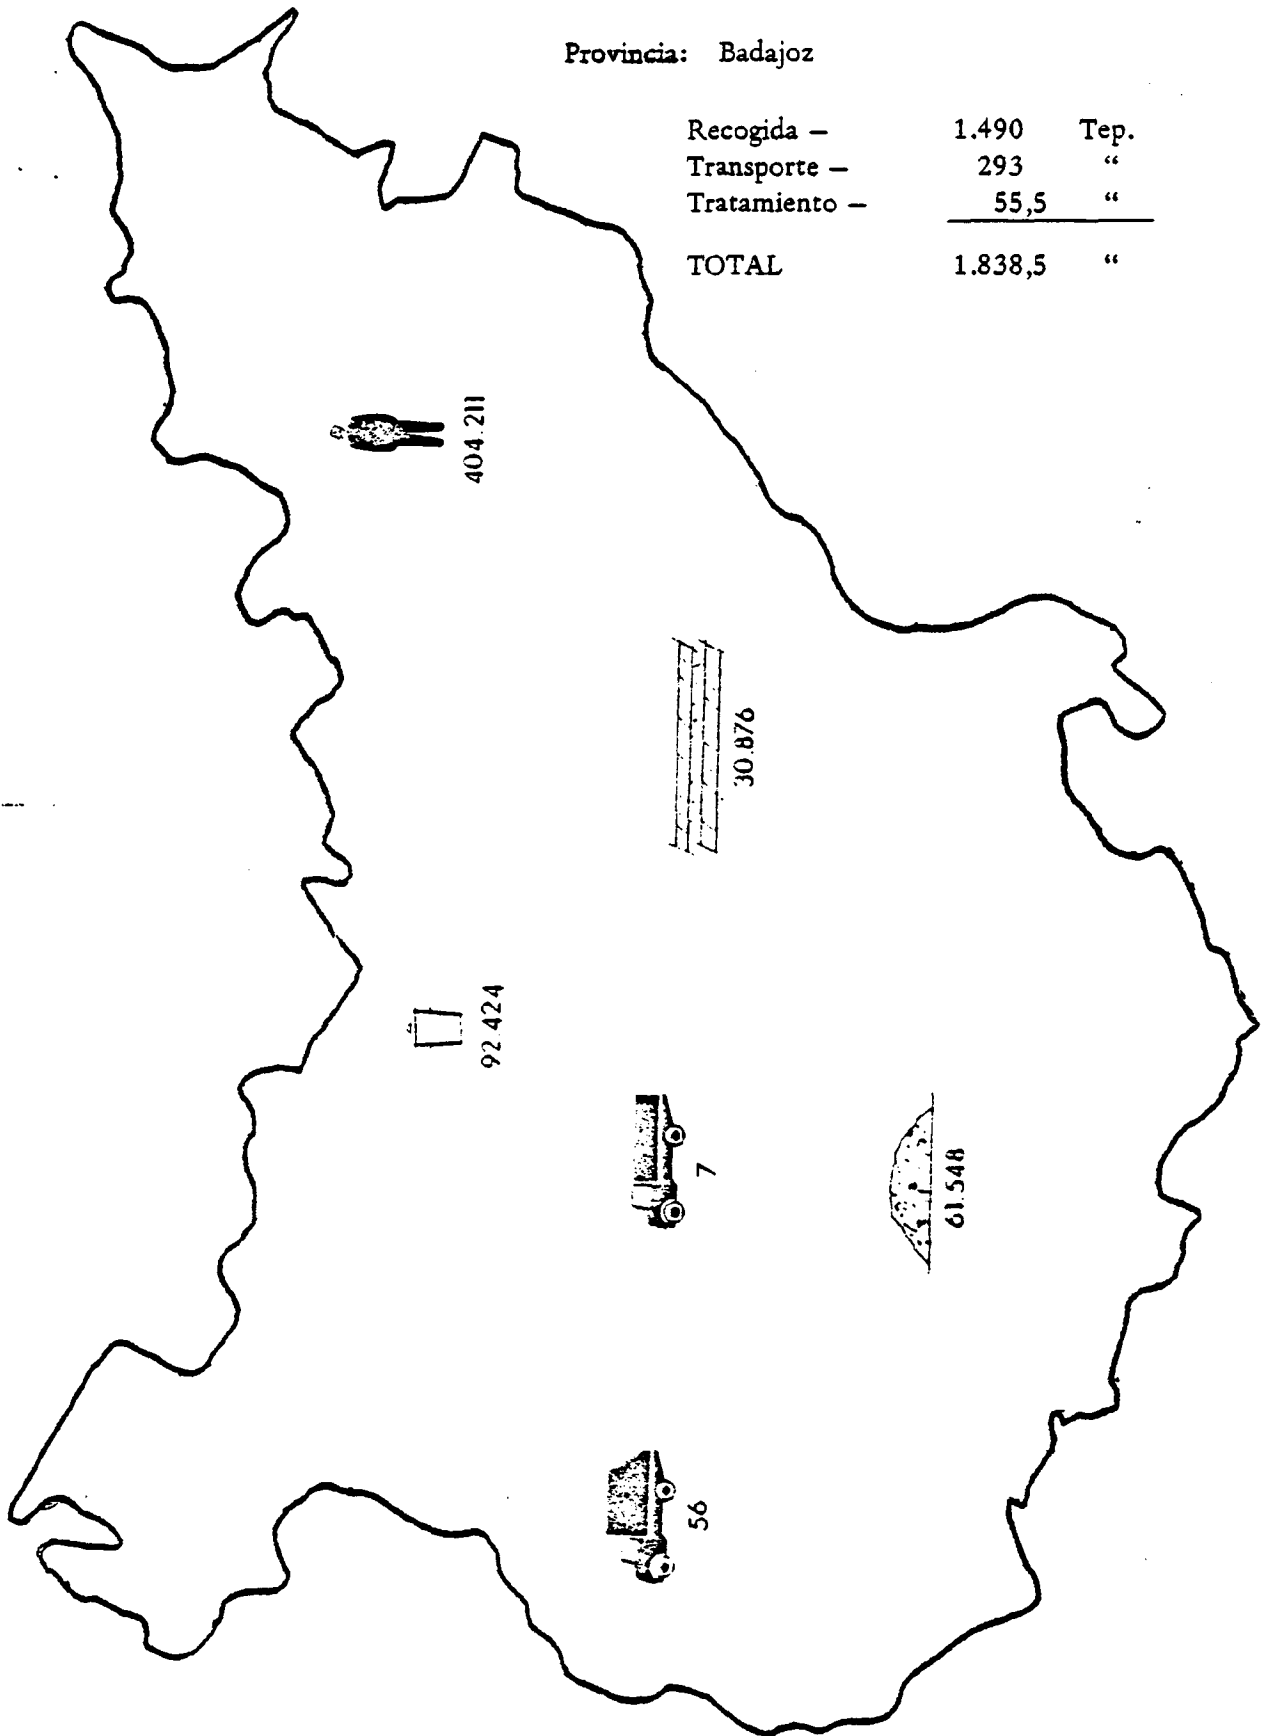 Provincia: Badajoz
Recogida — 1.490 Tep.
Transporte — 293 “
Tratamiento — 55,5 “
TOTAL 1.838,5 “
404.211
30.876
92.424
7
61.548
56